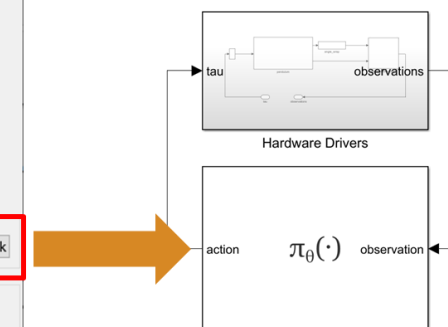 tau
observations
Hardware Drivers
k
action
πθ(·)
observation